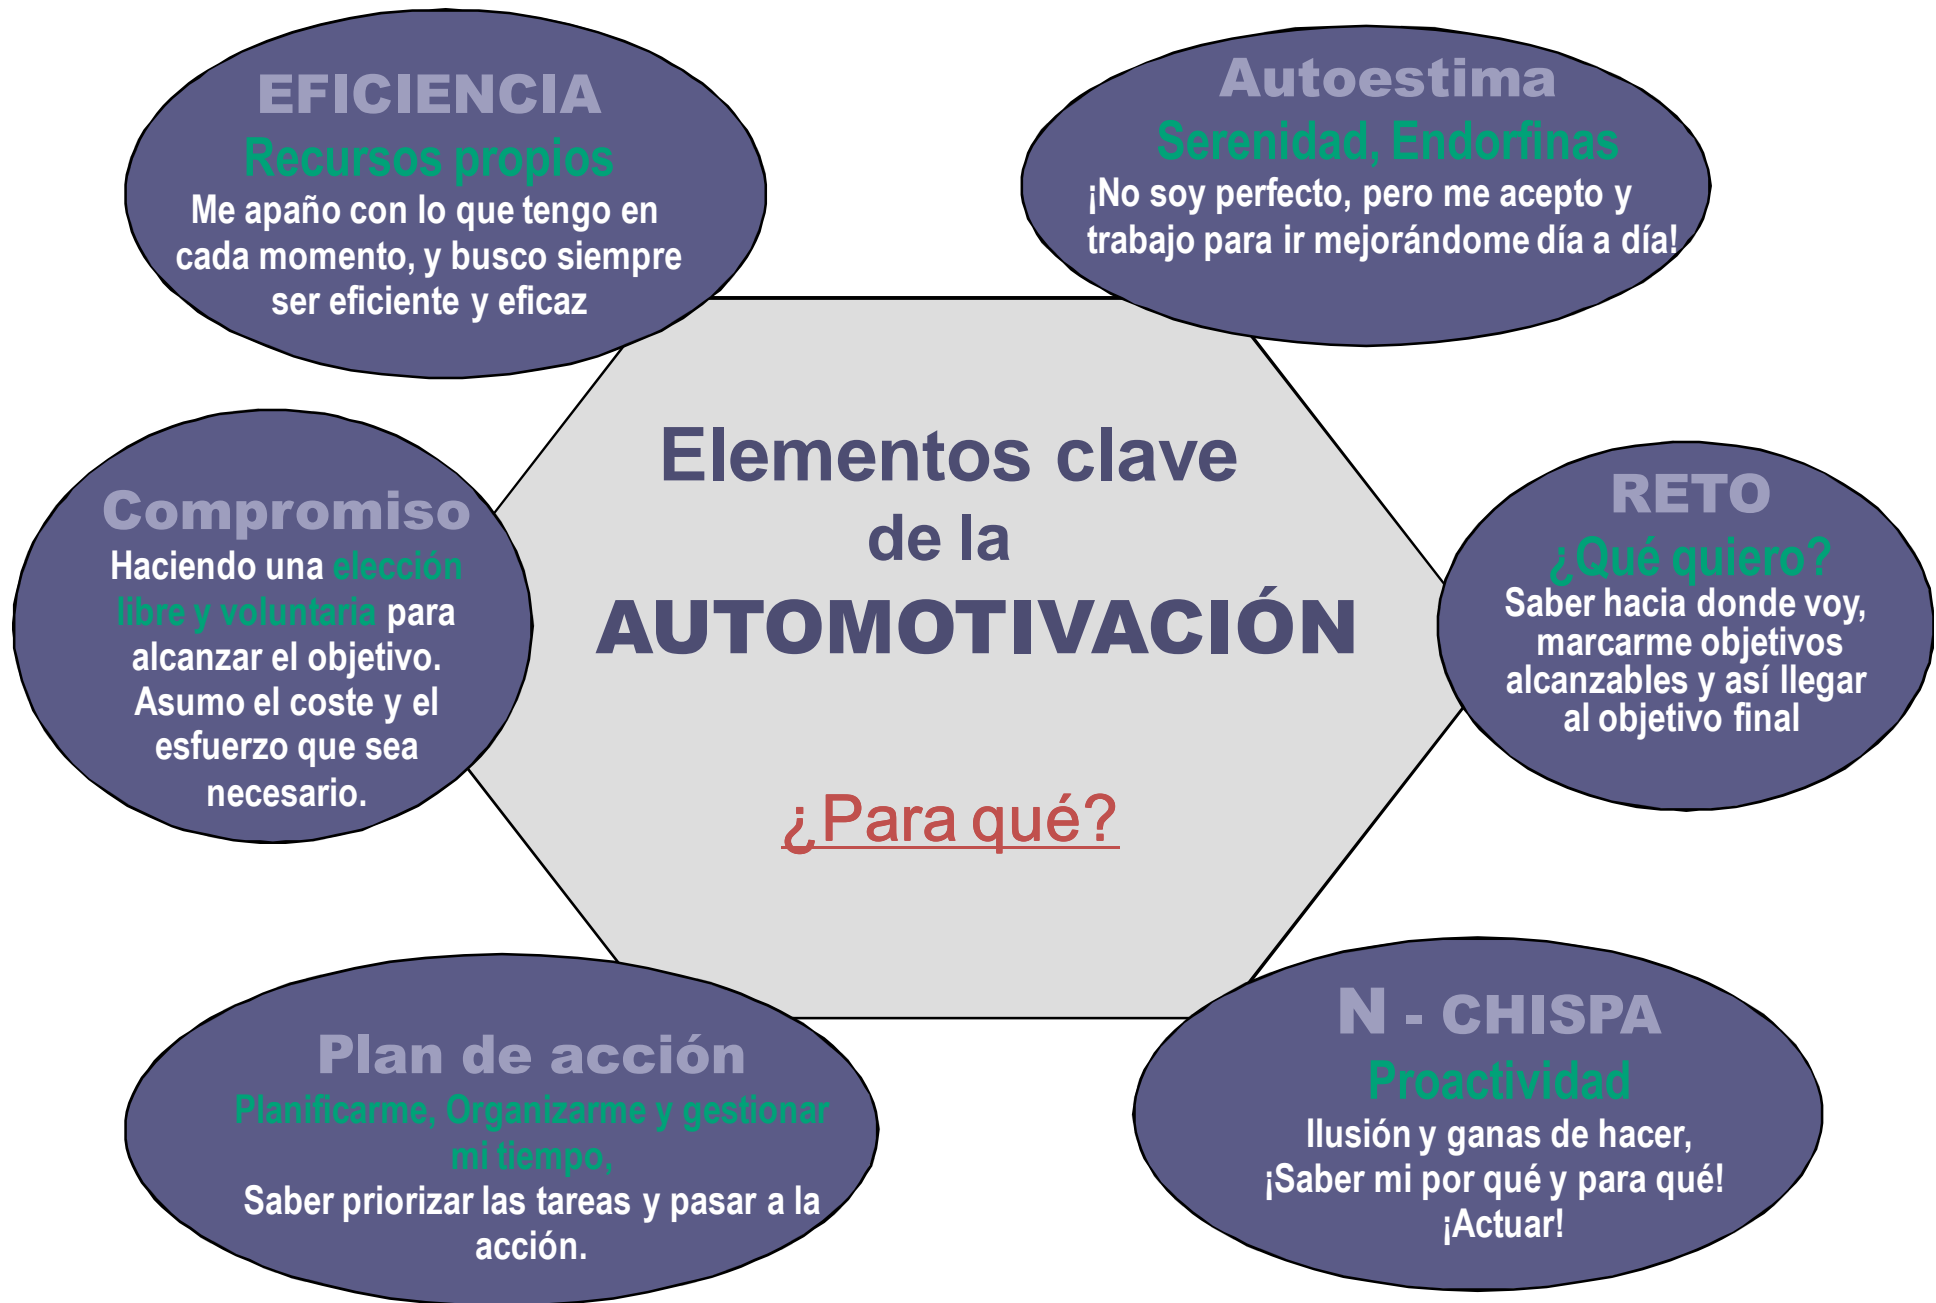 EFICIENCIA
Recursos propios
Me apaño con lo que tengo en
cada momento, y busco siempre
ser eficiente y eficaz
Autoestima
Serenidad, Endorfinas
¡No soy perfecto, pero me acepto y
trabajo para ir mejorándome día a día!
Elementos clave
de la
AUTOMOTIVACIÓN
¿Para qué?
Compromiso
Haciendo una elección
libre y voluntaria para
alcanzar el objetivo.
Asumo el coste y el
esfuerzo que sea
necesario.
RETO
¿Qué quiero?
Saber hacia donde voy,
marcarme objetivos
alcanzables y así llegar
al objetivo final
Plan de acción
Planificarme, Organizarme y gestionar
mi tiempo,
Saber priorizar las tareas y pasar a la
acción.
N - CHISPA
Proactividad
Ilusión y ganas de hacer,
¡Saber mi por qué y para qué!
¡Actuar!